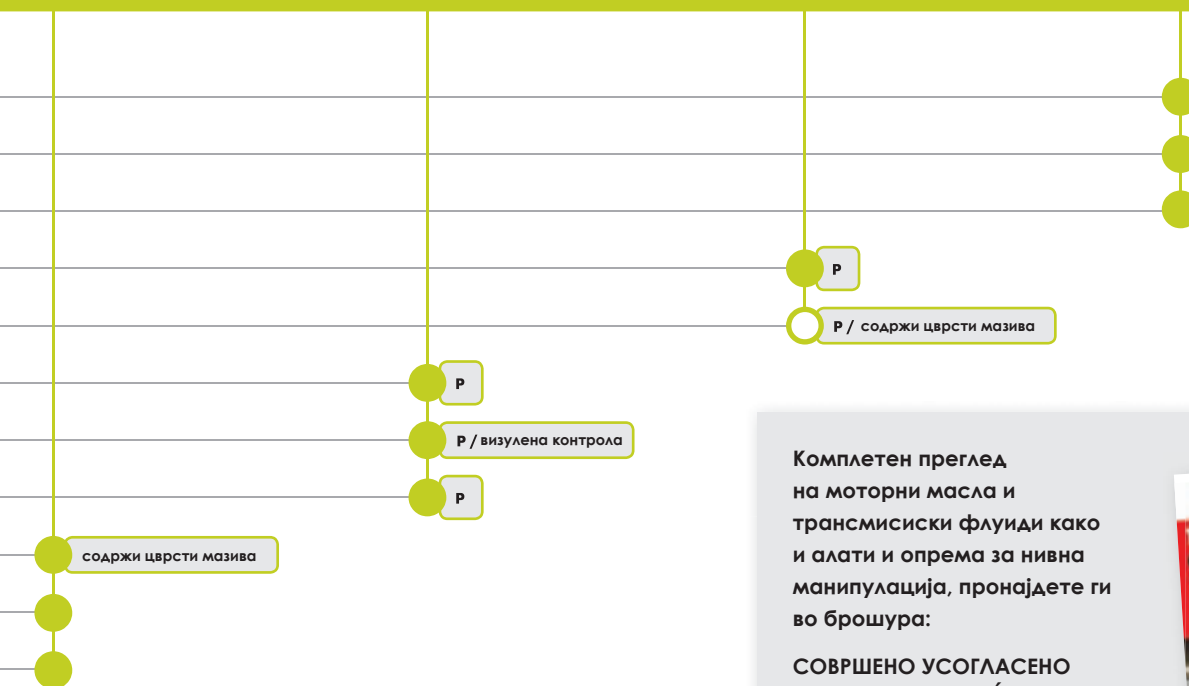 P
P / содржи цврсти мазива
P
P / визулена контрола
P
содржи цврсти мазива
Комплетен преглед
на моторни масла и
трансмисиски флуиди како
и алати и опрема за нивна
манипулација, пронајдете ги
во брошура:
СОВРШЕНО УСОГЛАСЕНО